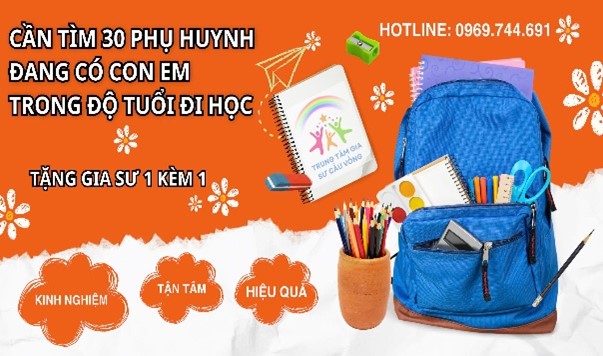 CẦN TÌM 30 PHỤ HUYNH
ĐANG CÓ CON EM
TRONG ĐỘ TUỔI ĐI HỌC
HOTLINE: 0969.744.691
TRUNG TÂM GIA
SƯ CẦU VỒNG
TẶNG GIA SƯ 1 KÈM 1
KINH NGHIỆM
TẬN TÂM
HIỆU QUẢ